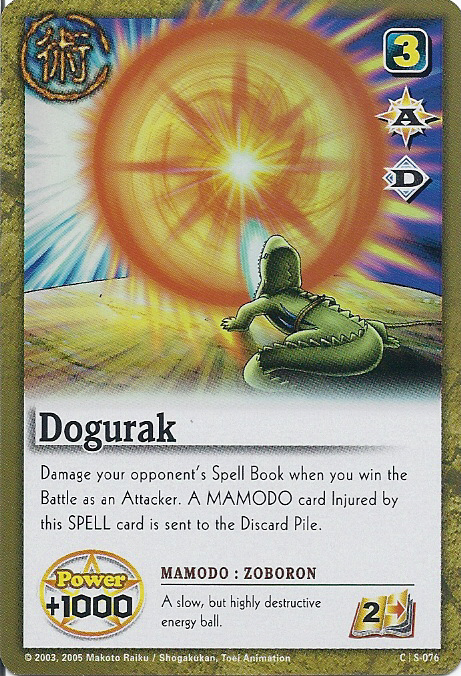 術
3
A
D
Dogurak
Damage your opponent's Spell Book when you win the
Battle as an Attacker. A MAMODO card Injured by
this SPELL card is sent to the Discard Pile.
Power
+1000
MAMODO : ZOBORON
A slow, but highly destructive
energy ball.
2
© 2003, 2005 Makoto Raiku / Shogakukan, Toei Animation
C | S-076